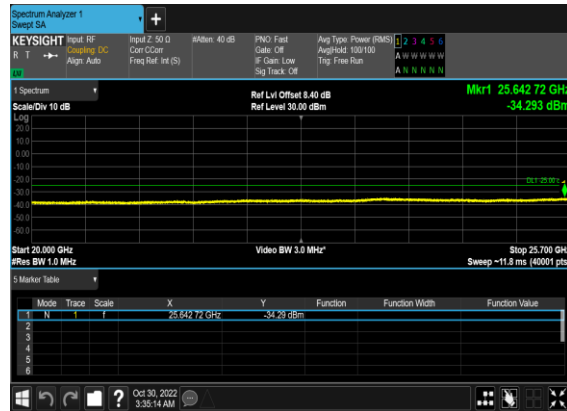 Spectrum Analyzer 1
Swept SA
+
KEYSIGHT Input: RF Input Z: 50 Ω #Atten: 40 dB PNO: Fast Avg Type: Power (RMS) 1 2 3 4 5 6
R T Coupling: DC Corr CCorr Gate: Off Avg|Hold: 100/100 A W W W W W
Align: Auto Freq Ref: Int (S) IF Gain: Low Trig: Free Run A N N N N N
Sig Track: Off
1 Spectrum Ref Lvl Offset 8.40 dB Mkr1 25.642 72 GHz
Scale/Div 10 dB Ref Level 30.00 dBm -34.293 dBm
Log
20.0
10.0
0.00
-10.0
-20.0
DL1 -25.00
-30.0
-40.0
-50.0
-60.0
Start 20.000 GHz Video BW 3.0 MHz* Stop 25.700 GHz
#Res BW 1.0 MHz Sweep ~11.8 ms (40001 pts)
5 Marker Table
Mode Trace Scale X Y Function Function Width Function Value
1 N 1 f 25.642 72 GHz -34.29 dBm
2
3
4
5
6
? Oct 30, 2022
3:35:14 AM